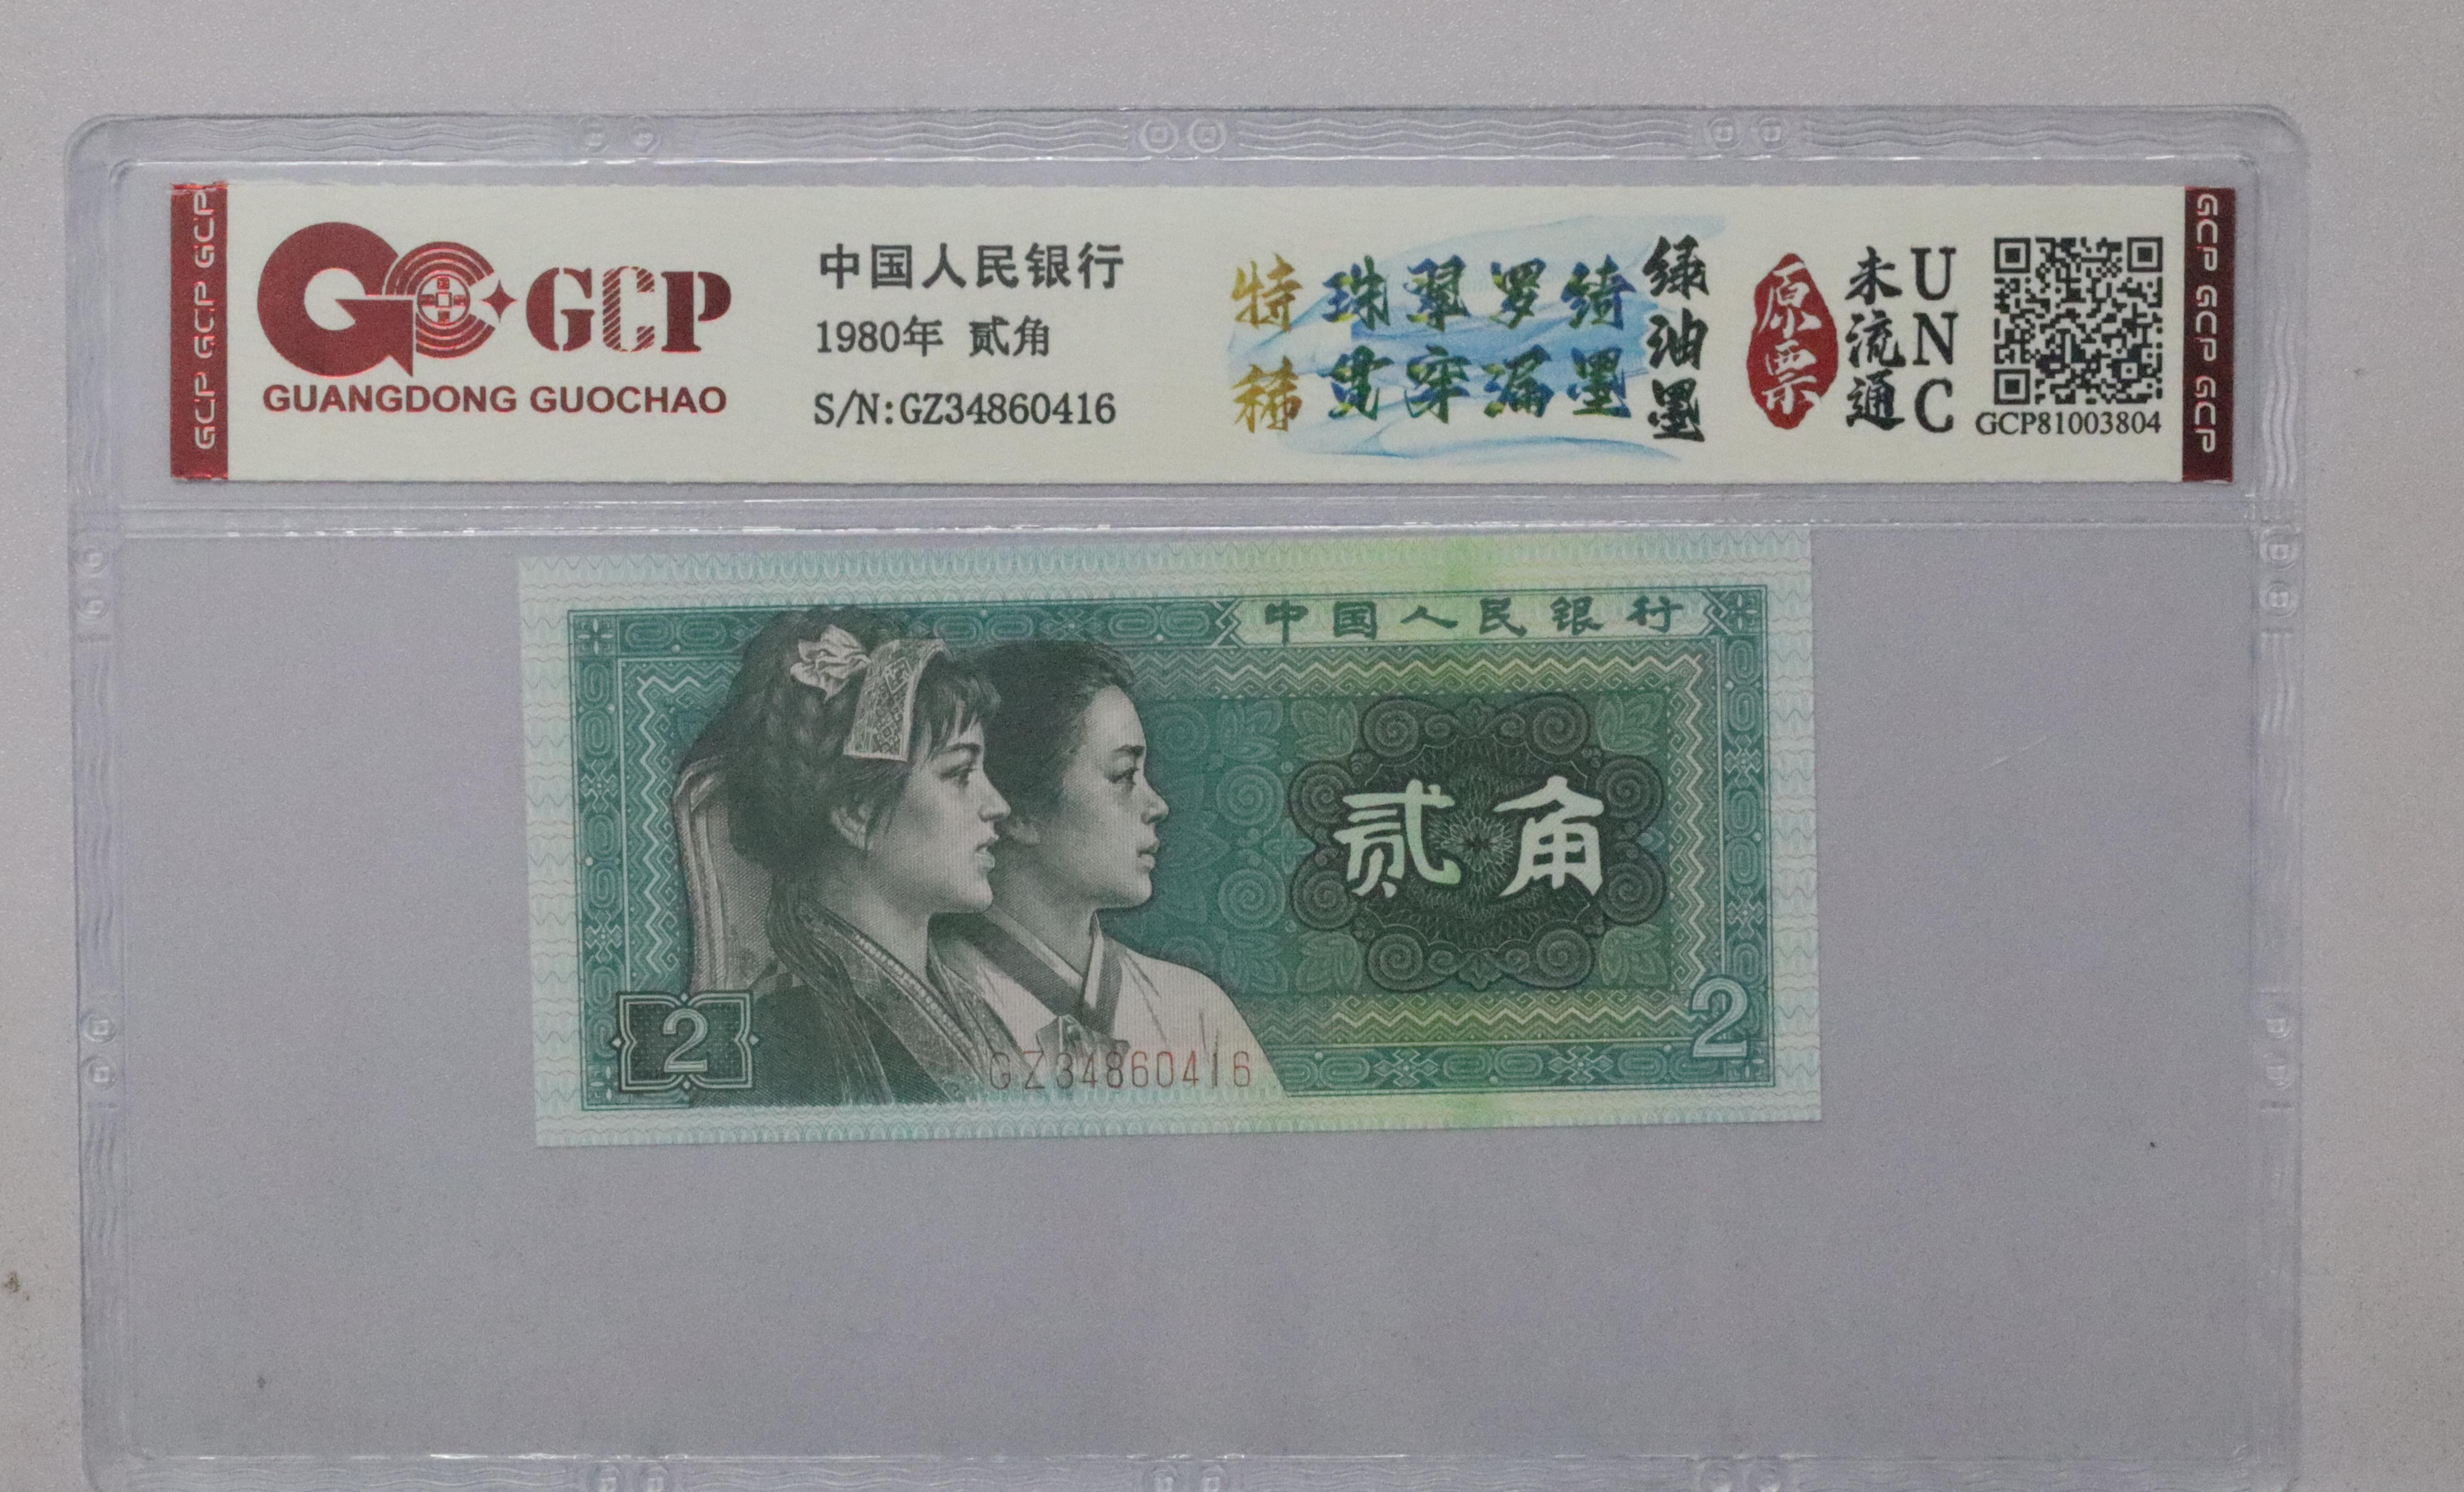 GCP GCP GCP
GCP
GUANGDONG GUOCHAO
中国人民银行
1980年 贰角
S/N:GZ34860416
特稀
珠翠罗绮
贯穿漏墨
绿油墨
原票
未流通
UNC
GCP81003804
GCP GCP GCP
中国人民银行
贰角
2
2
GZ34860416